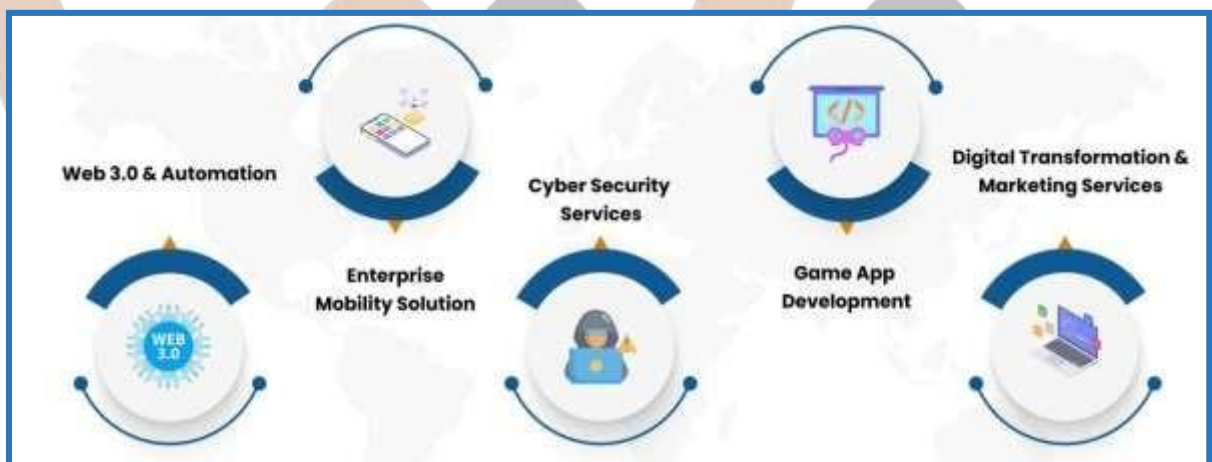 Web 3.0 & Automation
WEB
3.0
Enterprise
Mobility Solution
Cyber Security
Services
Game App
Development
Digital Transformation &
Marketing Services